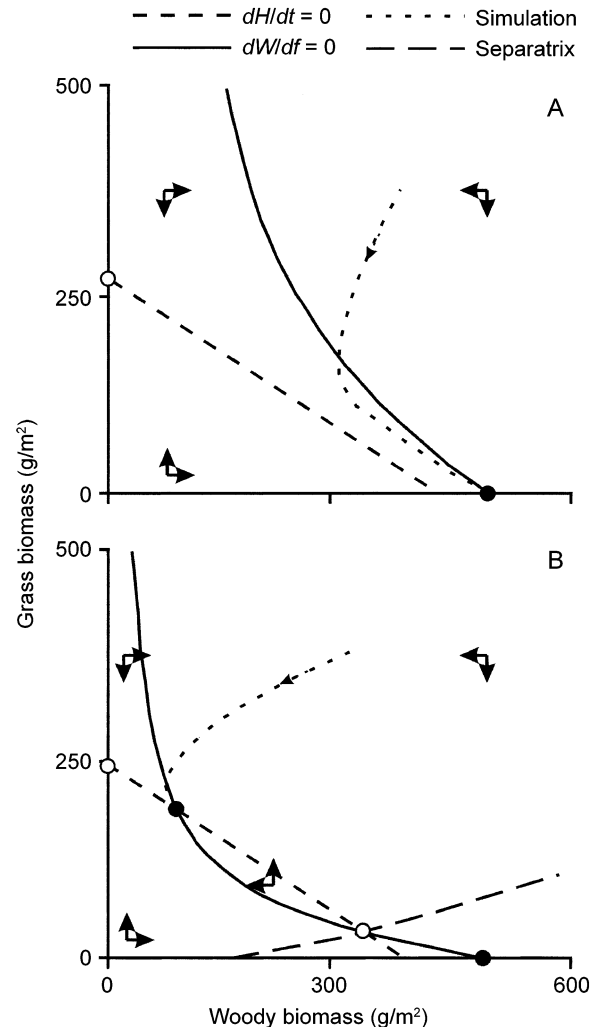 dH/dt = 0
Simulation
dW/df = 0
Separatrix
500
A
250
0
Grass biomass (g/m²)
500
B
250
0
0
300
600
Woody biomass (g/m²)